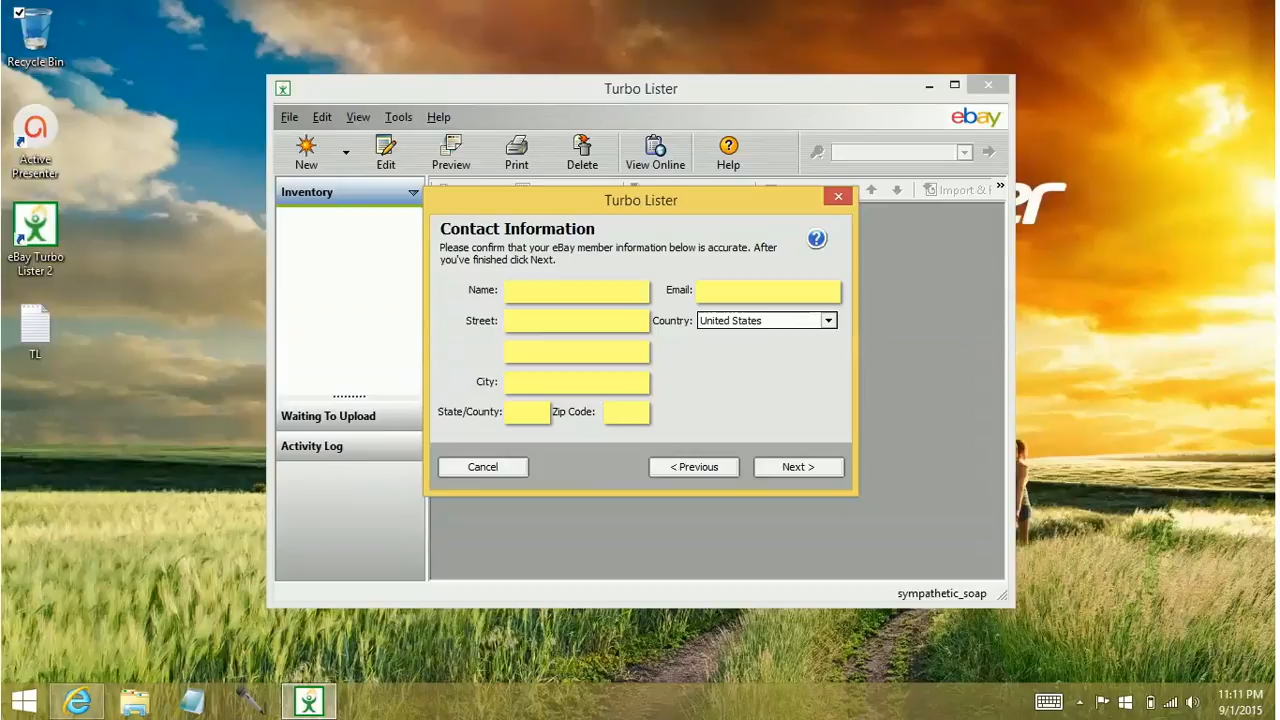 Recycle Bin
Active
Presenter
eBay Turbo
Lister 2
TL
Turbo Lister
File Edit View Tools Help
ebay
New Edit Preview Print Delete View Online Help
Inventory
Import &
Turbo Lister
Contact Information
Please confirm that your eBay member information below is accurate. After
you've finished click Next.
Name: Email:
Street: Country: United States
City:
State/County: Zip Code:
Waiting To Upload
Activity Log
Cancel < Previous Next >
sympathetic_soap
11:11 PM
9/1/2015